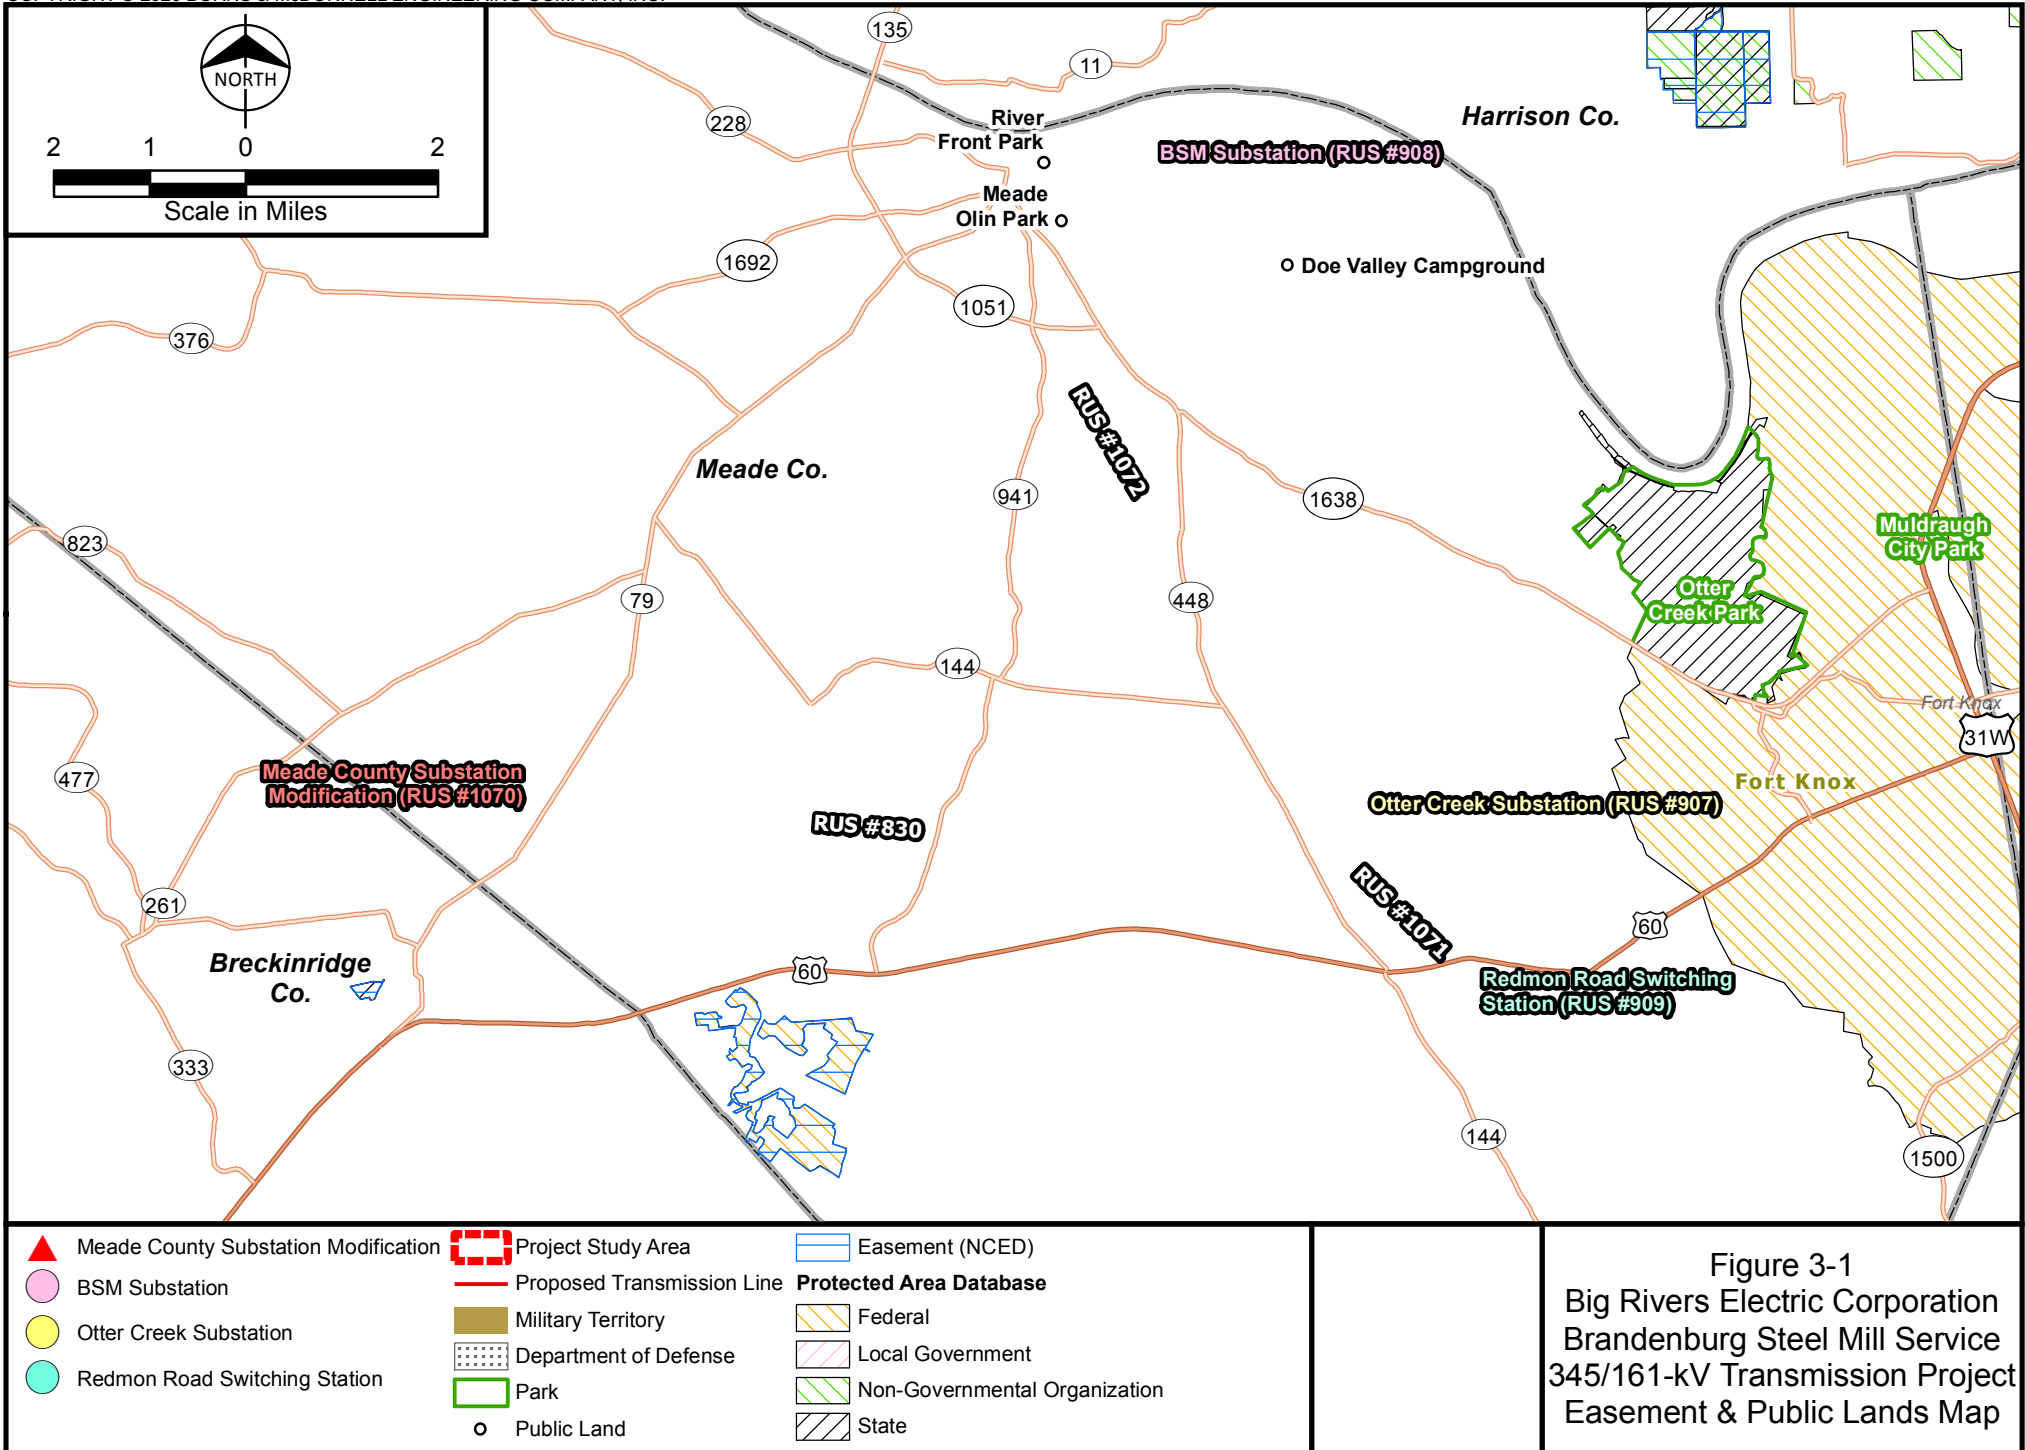 COPYRIGHT © 2020 BURNS & McDONNELL ENGINEERING COMPANY, INC.
NORTH
2 1 0 2
Scale in Miles
135
11
228
River
Front Park
Harrison Co.
BSM Substation (RUS #908)
Meade
Olin Park
1692
Doe Valley Campground
1051
376
RUS #1072
Meade Co.
941
1638
Muldraugh
City Park
823
Otter
Creek Park
79
448
144
Fort Knox
31W
477
Meade County Substation
Modification (RUS #1070)
Fort Knox
Otter Creek Substation (RUS #907)
RUS #830
261
RUS #1071
60
Breckinridge
Co.
60
Redmon Road Switching
Station (RUS #909)
333
144
1500
Meade County Substation Modification
BSM Substation
Otter Creek Substation
Redmon Road Switching Station
Project Study Area
Proposed Transmission Line
Military Territory
Department of Defense
Park
Public Land
Easement (NCED)
Protected Area Database
Federal
Local Government
Non-Governmental Organization
State
Figure 3-1
Big Rivers Electric Corporation
Brandenburg Steel Mill Service
345/161-kV Transmission Project
Easement & Public Lands Map